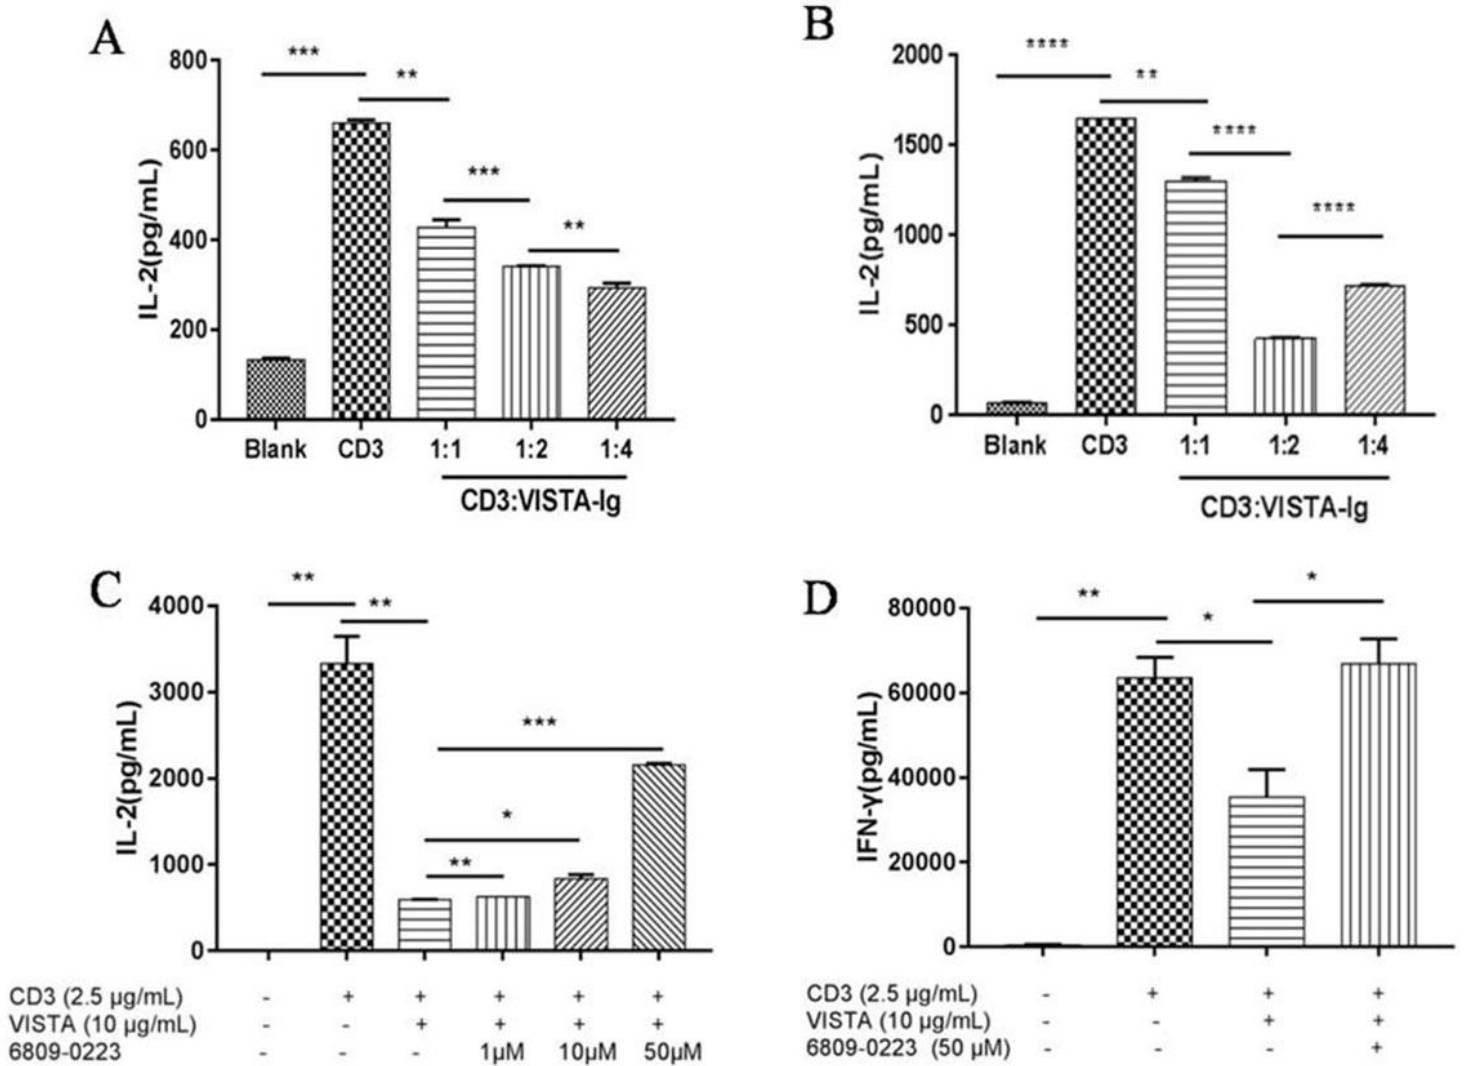 A
IL-2(pg/mL)
800
600
400
200
0
***
**
***
**
Blank CD3 1:1 1:2 1:4
CD3:VISTA-Ig
B
IL-2(pg/mL)
2000
1500
1000
500
0
****
**
****
****
Blank CD3 1:1 1:2 1:4
CD3:VISTA-Ig
C
IL-2(pg/mL)
4000
3000
2000
1000
0
**
**
***
*
**
CD3 (2.5 µg/mL) - + + + + +
VISTA (10 µg/mL) - - + + + +
6809-0223 - - - 1µM 10µM 50µM
D
IFN-γ(pg/mL)
80000
60000
40000
20000
0
**
*
*
CD3 (2.5 µg/mL) - + + +
VISTA (10 µg/mL) - - + +
6809-0223 (50 µM) - - - +